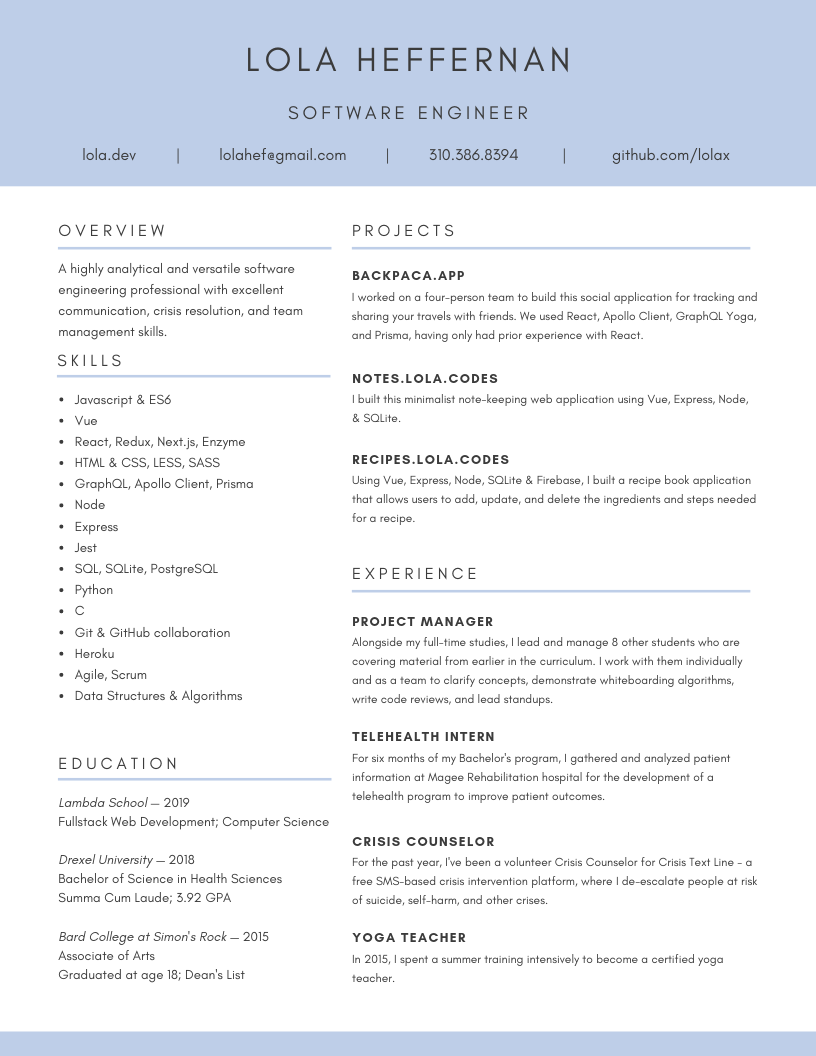 LOLA HEFFERNAN
SOFTWARE ENGINEER
lola.dev | lolahef@gmail.com | 310.386.8394 | github.com/lolax
OVERVIEW
A highly analytical and versatile software
engineering professional with excellent
communication, crisis resolution, and team
management skills.
SKILLS
• Javascript & ES6
• Vue
• React, Redux, Next.js, Enzyme
• HTML & CSS, LESS, SASS
• GraphQL, Apollo Client, Prisma
• Node
• Express
• Jest
• SQL, SQLite, PostgreSQL
• Python
• C
• Git & GitHub collaboration
• Heroku
• Agile, Scrum
• Data Structures & Algorithms
EDUCATION
Lambda School — 2019
Fullstack Web Development; Computer Science
Drexel University — 2018
Bachelor of Science in Health Sciences
Summa Cum Laude; 3.92 GPA
Bard College at Simon's Rock — 2015
Associate of Arts
Graduated at age 18; Dean's List
PROJECTS
BACKPACA.APP
I worked on a four-person team to build this social application for tracking and
sharing your travels with friends. We used React, Apollo Client, GraphQL Yoga,
and Prisma, having only had prior experience with React.
NOTES.LOLA.CODES
I built this minimalist note-keeping web application using Vue, Express, Node,
& SQLite.
RECIPES.LOLA.CODES
Using Vue, Express, Node, SQLite & Firebase, I built a recipe book application
that allows users to add, update, and delete the ingredients and steps needed
for a recipe.
EXPERIENCE
PROJECT MANAGER
Alongside my full-time studies, I lead and manage 8 other students who are
covering material from earlier in the curriculum. I work with them individually
and as a team to clarify concepts, demonstrate whiteboarding algorithms,
write code reviews, and lead standups.
TELEHEALTH INTERN
For six months of my Bachelor's program, I gathered and analyzed patient
information at Magee Rehabilitation hospital for the development of a
telehealth program to improve patient outcomes.
CRISIS COUNSELOR
For the past year, I've been a volunteer Crisis Counselor for Crisis Text Line - a
free SMS-based crisis intervention platform, where I de-escalate people at risk
of suicide, self-harm, and other crises.
YOGA TEACHER
In 2015, I spent a summer training intensively to become a certified yoga
teacher.